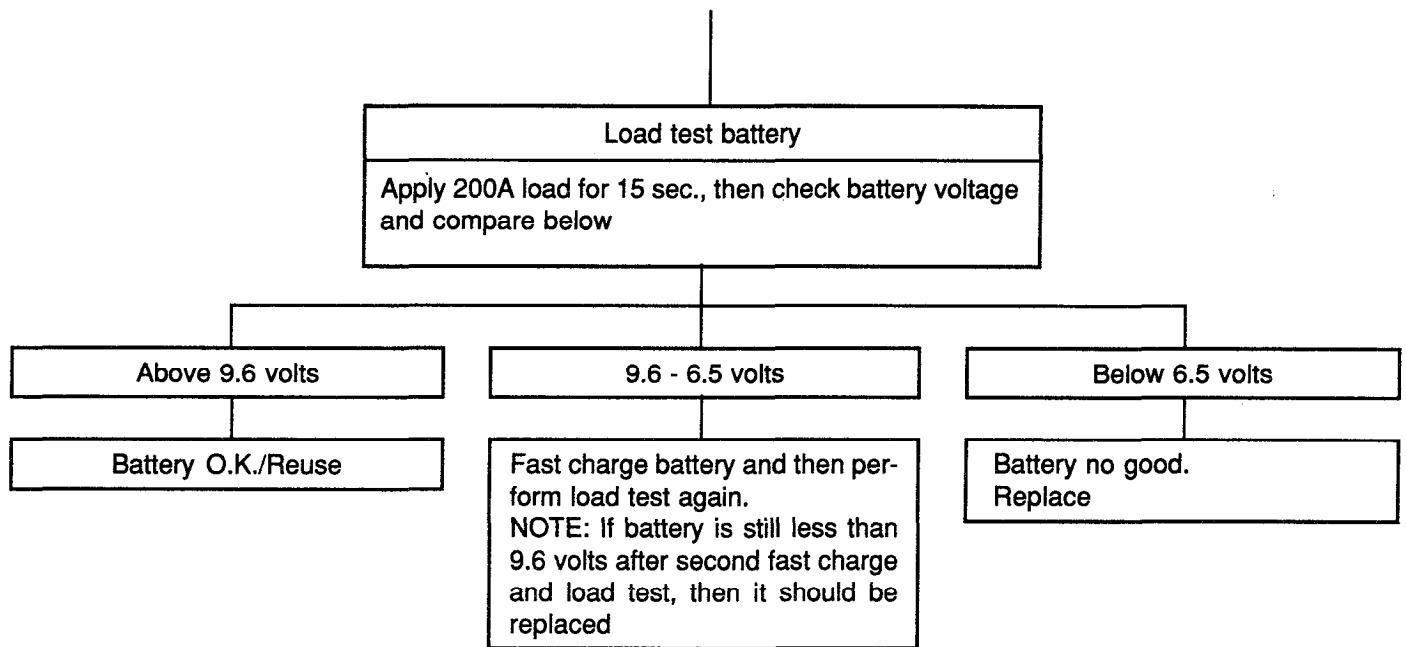 Load test battery
Apply 200A load for 15 sec., then check battery voltage
and compare below
Above 9.6 volts
9.6 - 6.5 volts
Below 6.5 volts
Battery O.K./Reuse
Fast charge battery and then per-
form load test again.
NOTE: If battery is still less than
9.6 volts after second fast charge
and load test, then it should be
replaced
Battery no good.
Replace